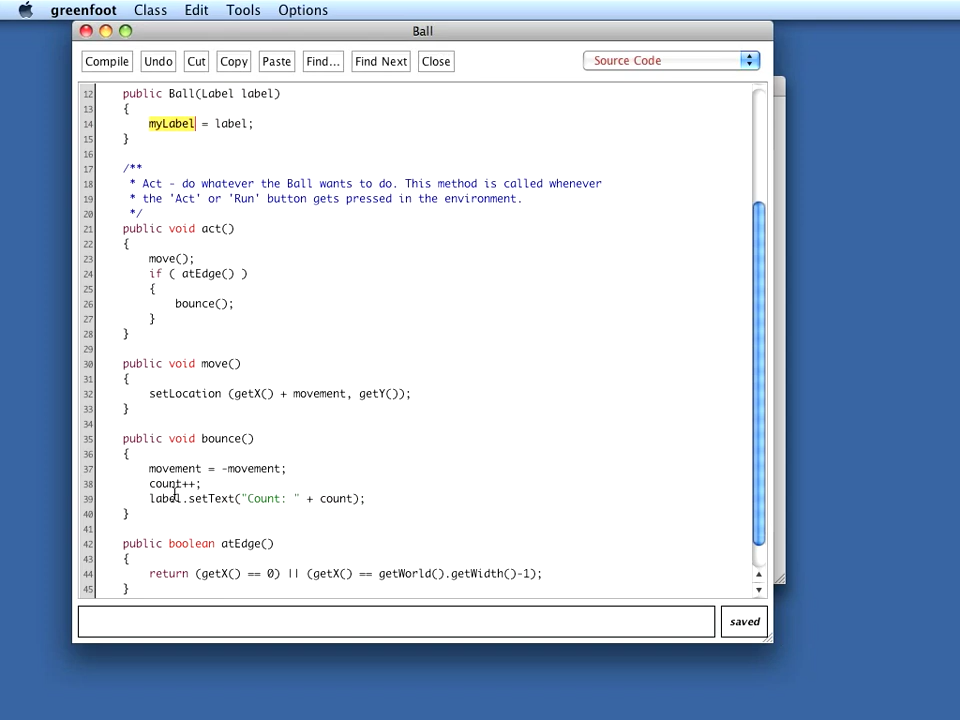 greenfoot Class Edit Tools Options
Ball
Compile Undo Cut Copy Paste Find... Find Next Close Source Code
12 public Ball(Label label)
13 {
14 myLabel = label;
15 }
16
17 /**
18 * Act - do whatever the Ball wants to do. This method is called whenever
19 * the 'Act' or 'Run' button gets pressed in the environment.
20 */
21 public void act()
22 {
23 move();
24 if ( atEdge() )
25 {
26 bounce();
27 }
28 }
29
30 public void move()
31 {
32 setLocation (getX() + movement, getY());
33 }
34
35 public void bounce()
36 {
37 movement = -movement;
38 count++;
39 label.setText("Count: " + count);
40 }
41
42 public boolean atEdge()
43 {
44 return (getX() == 0) || (getX() == getWorld().getWidth()-1);
45 }
saved